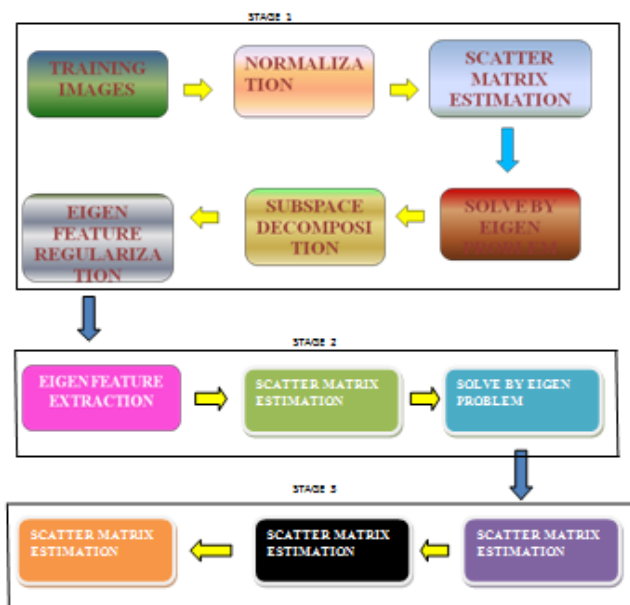 STAGE 1
TRAINING
IMAGES
NORMALIZA
TION
SCATTER
MATRIX
ESTIMATION
EIGEN
FEATURE
REGULARIZA
TION
SUBSPACE
DECOMPOSI
TION
SOLVE BY
EIGEN
PROBLEM
STAGE 2
EIGEN FEATURE
EXTRACTION
SCATTER MATRIX
ESTIMATION
SOLVE BY EIGEN
PROBLEM
STAGE 3
SCATTER MATRIX
ESTIMATION
SCATTER MATRIX
ESTIMATION
SCATTER MATRIX
ESTIMATION